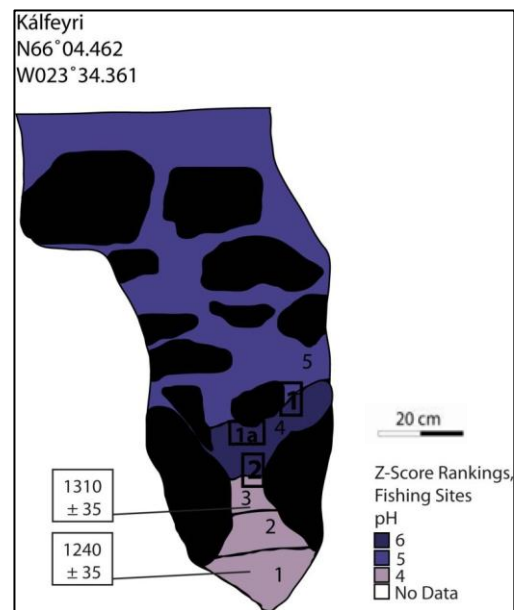 Kálfeyri
N66°04.462
W023°34.361
5
1
4
1a
2
3
1310
± 35
2
1240
± 35
1
20 cm
Z-Score Rankings,
Fishing Sites
pH
6
5
4
No Data